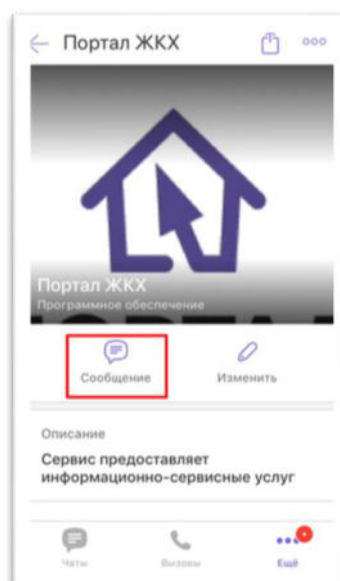 Портал ЖКХ
Портал ЖКХ
Программное обеспечение
Сообщение
Изменить
Описание
Сервис предоставляет
информационно-сервисные услуг
Чаты
Вызовы
Ещё